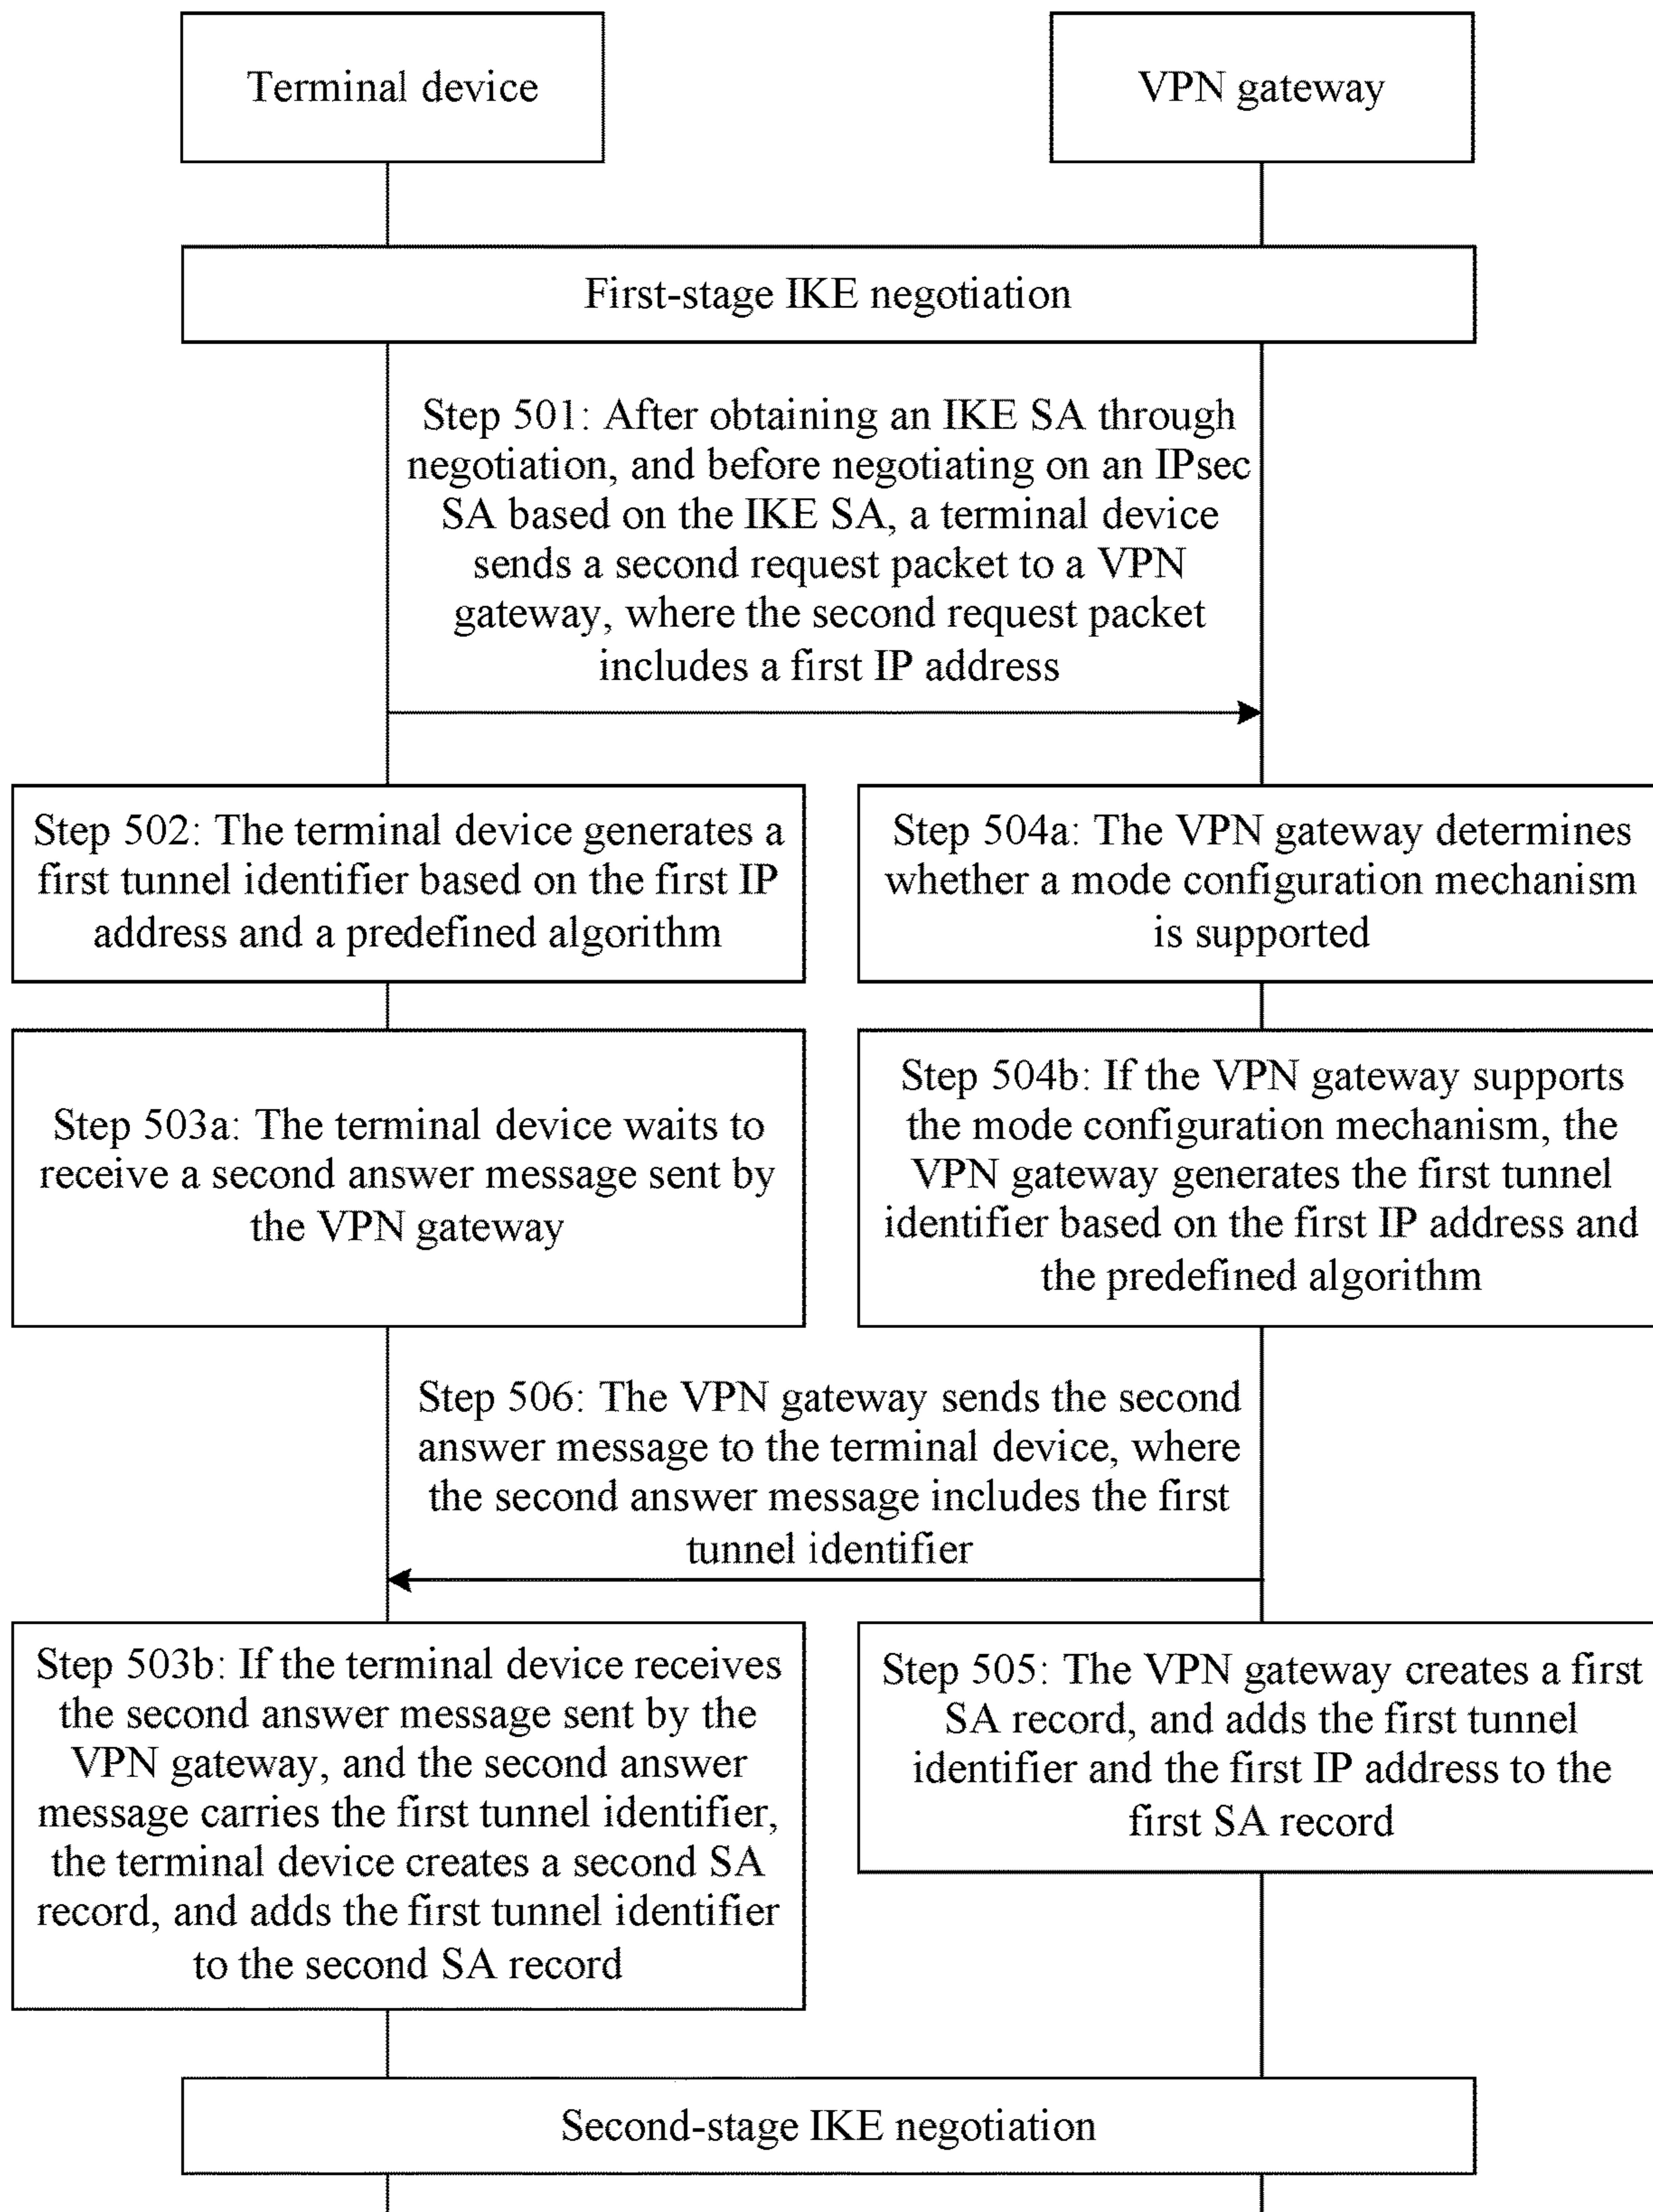 Terminal device
VPN gateway
First-stage IKE negotiation
Step 501: After obtaining an IKE SA through
negotiation, and before negotiating on an IPsec
SA based on the IKE SA, a terminal device
sends a second request packet to a VPN
gateway, where the second request packet
includes a first IP address
Step 502: The terminal device generates a
first tunnel identifier based on the first IP
address and a predefined algorithm
Step 504a: The VPN gateway determines
whether a mode configuration mechanism
is supported
Step 503a: The terminal device waits to
receive a second answer message sent by
the VPN gateway
Step 504b: If the VPN gateway supports
the mode configuration mechanism, the
VPN gateway generates the first tunnel
identifier based on the first IP address and
the predefined algorithm
Step 506: The VPN gateway sends the second
answer message to the terminal device, where
the second answer message includes the first
tunnel identifier
Step 503b: If the terminal device receives
the second answer message sent by the
VPN gateway, and the second answer
message carries the first tunnel identifier,
the terminal device creates a second SA
record, and adds the first tunnel identifier
to the second SA record
Step 505: The VPN gateway creates a first
SA record, and adds the first tunnel
identifier and the first IP address to the
first SA record
Second-stage IKE negotiation